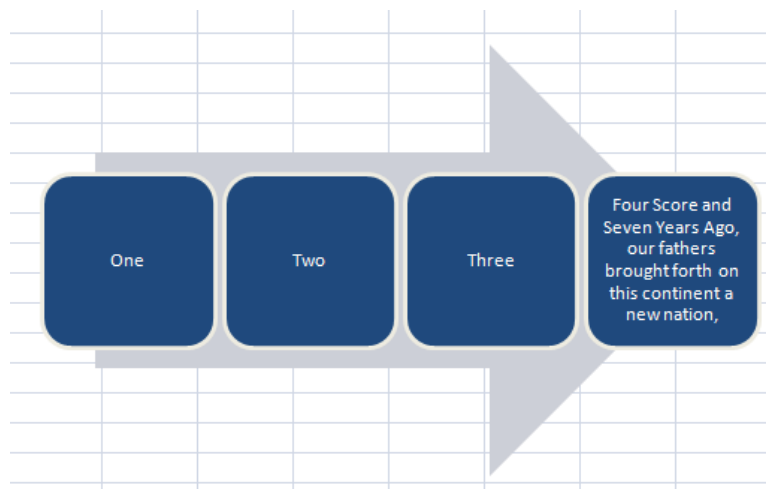 One
Two
Three
Four Score and
Seven Years Ago,
our fathers
brought forth on
this continent a
new nation,